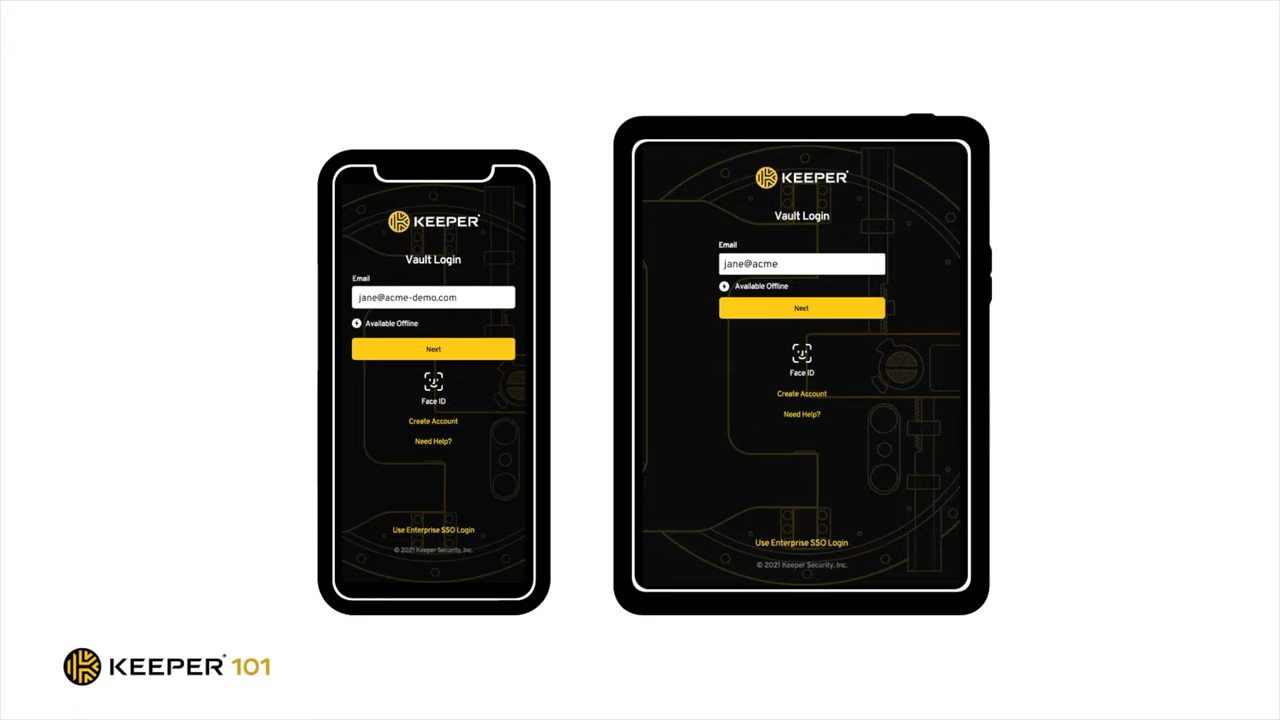 KEEPER
Vault Login
Email
jane@acme-demo.com
Available Offline
Next
Face ID
Create Account
Need Help?
Use Enterprise SSO Login
© 2021 Keeper Security, Inc.
KEEPER
Vault Login
Email
jane@acme
Available Offline
Next
Face ID
Create Account
Need Help?
Use Enterprise SSO Login
© 2021 Keeper Security, Inc.
KEEPER 101